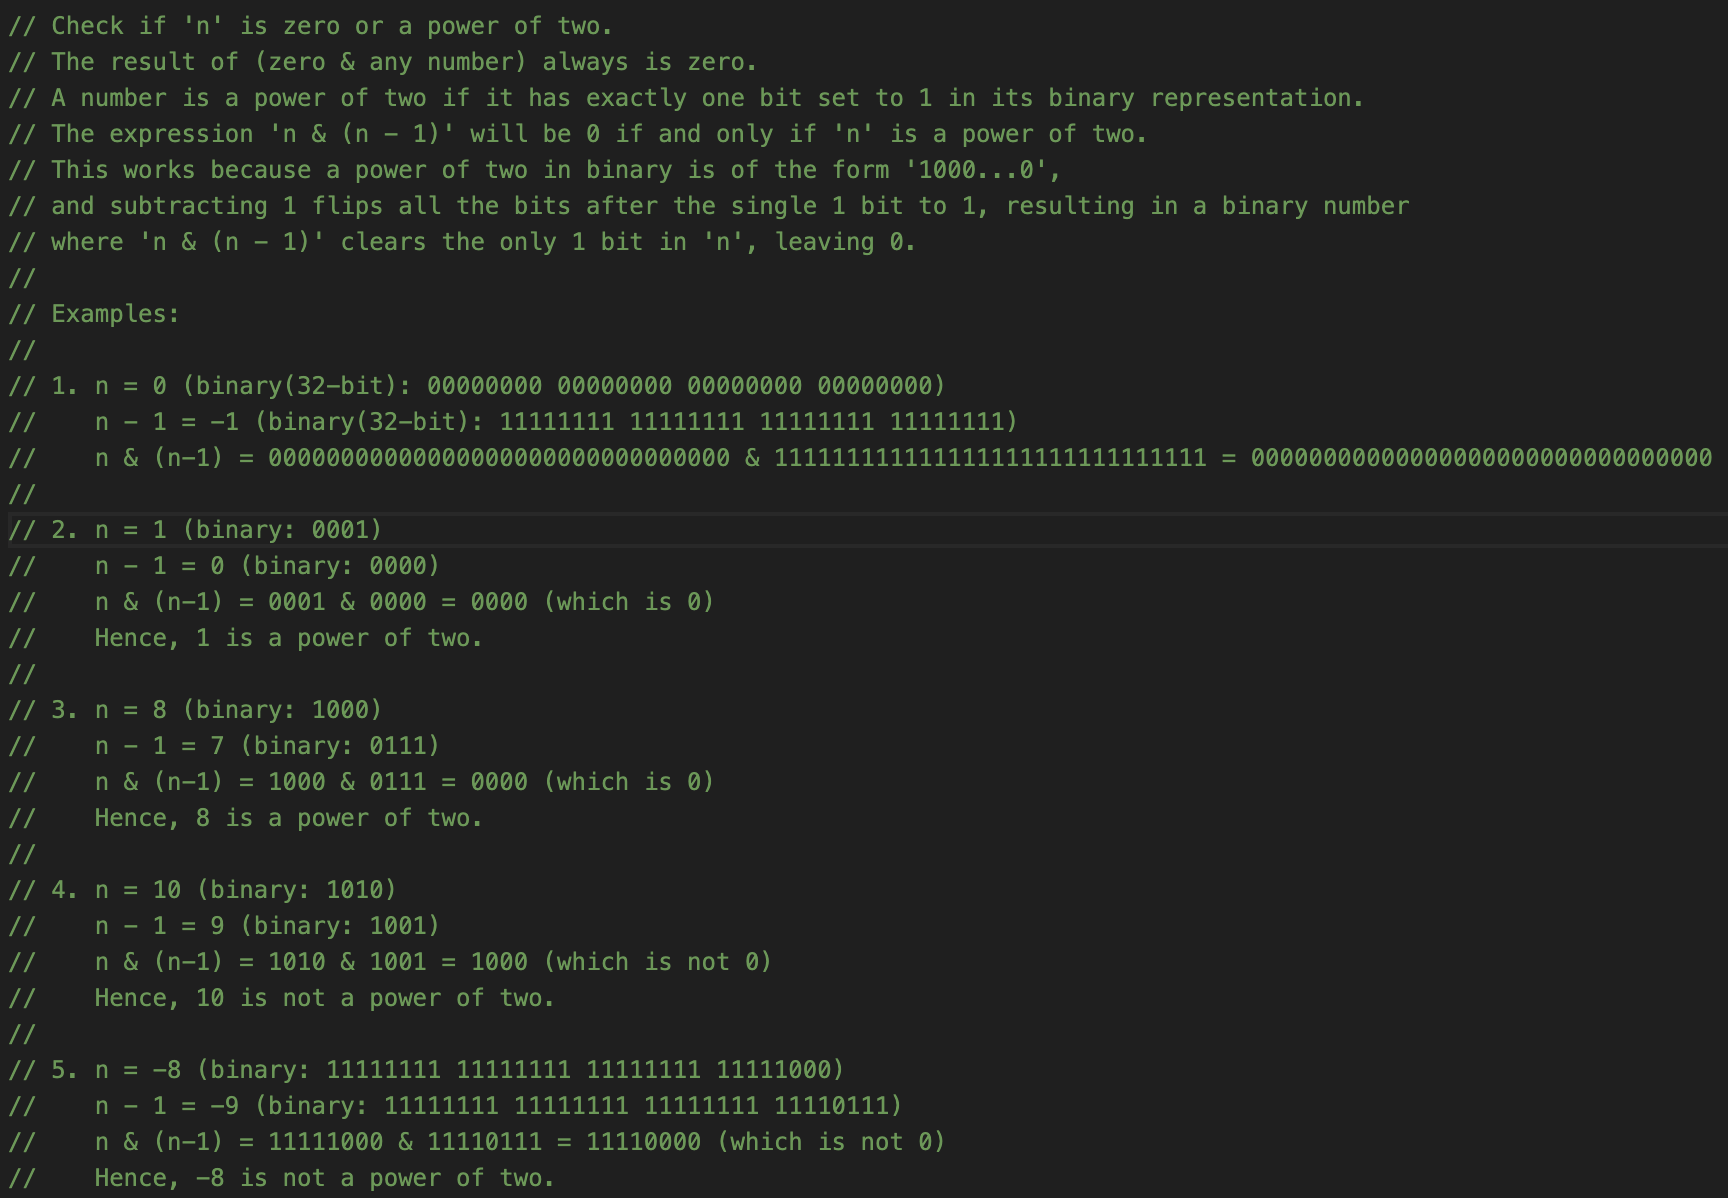 // Check if 'n' is zero or a power of two.
// The result of (zero & any number) always is zero.
// A number is a power of two if it has exactly one bit set to 1 in its binary representation.
// The expression 'n & (n - 1)' will be 0 if and only if 'n' is a power of two.
// This works because a power of two in binary is of the form '1000...0',
// and subtracting 1 flips all the bits after the single 1 bit to 1, resulting in a binary number
// where 'n & (n - 1)' clears the only 1 bit in 'n', leaving 0.
//
// Examples:
//
// 1. n = 0 (binary(32-bit): 00000000 00000000 00000000 00000000)
//    n - 1 = -1 (binary(32-bit): 11111111 11111111 11111111 11111111)
//    n & (n-1) = 00000000000000000000000000000000 & 111111111111111111111111111111 = 00000000000000000000000000000000
//
// 2. n = 1 (binary: 0001)
//    n - 1 = 0 (binary: 0000)
//    n & (n-1) = 0001 & 0000 = 0000 (which is 0)
//    Hence, 1 is a power of two.
//
// 3. n = 8 (binary: 1000)
//    n - 1 = 7 (binary: 0111)
//    n & (n-1) = 1000 & 0111 = 0000 (which is 0)
//    Hence, 8 is a power of two.
//
// 4. n = 10 (binary: 1010)
//    n - 1 = 9 (binary: 1001)
//    n & (n-1) = 1010 & 1001 = 1000 (which is not 0)
//    Hence, 10 is not a power of two.
//
// 5. n = -8 (binary: 11111111 11111111 11111111 11111000)
//    n - 1 = -9 (binary: 11111111 11111111 11111111 11110111)
//    n & (n-1) = 11111000 & 11110111 = 11110000 (which is not 0)
//    Hence, -8 is not a power of two.